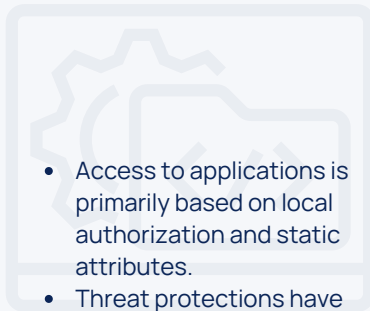 • Access to applications is
primarily based on local
authorization and static
attributes.
• Threat protections have